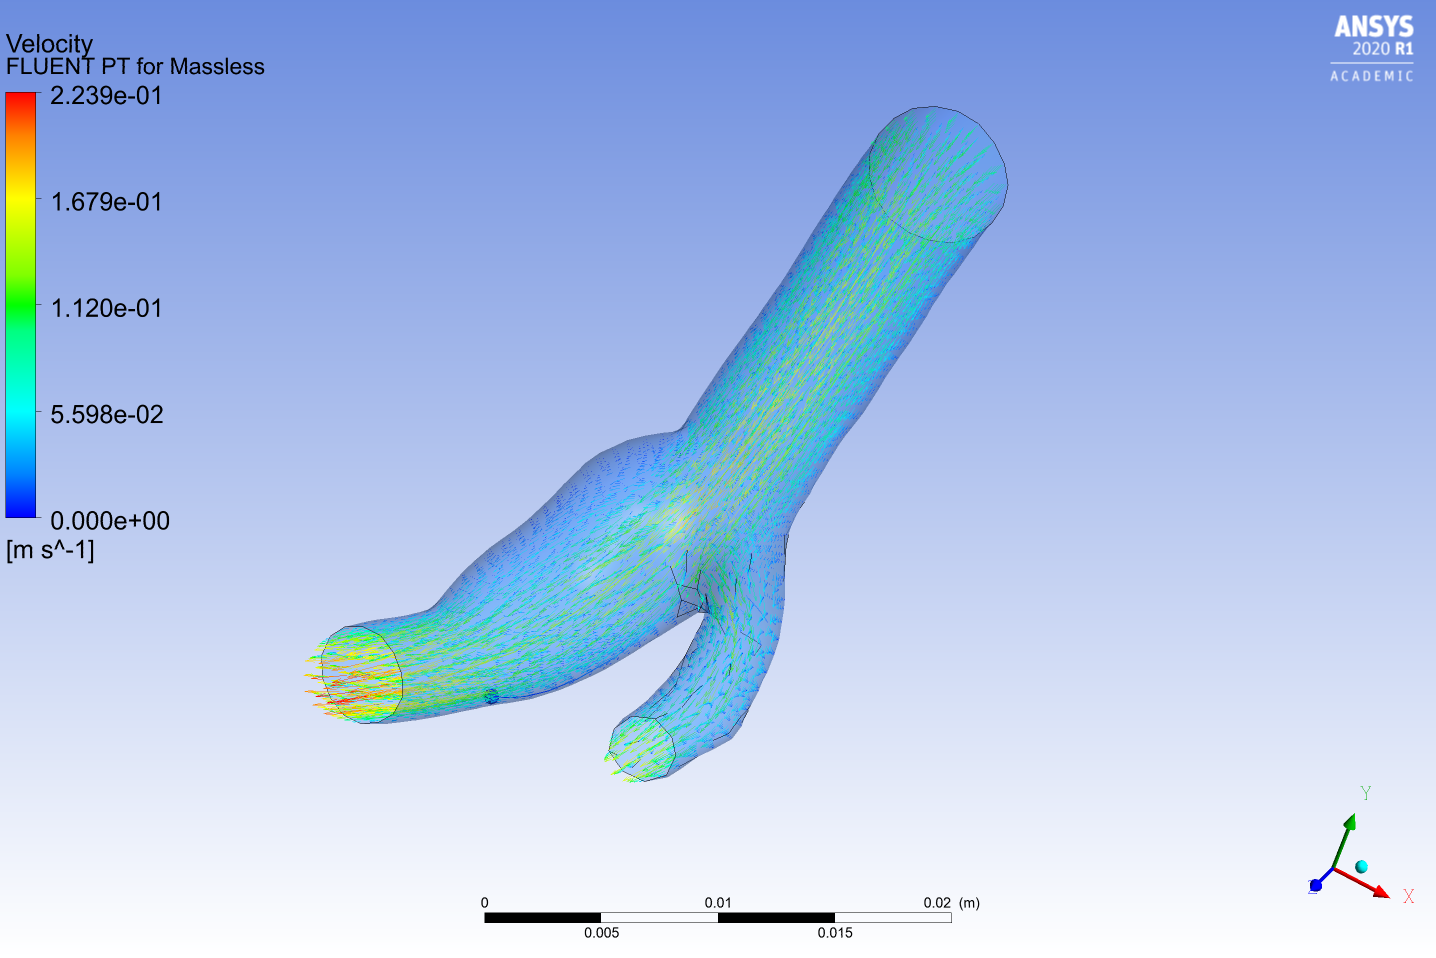 Velocity
FLUENT PT for Massless
2.239e-01
1.679e-01
1.120e-01
5.598e-02
0.000e+00
[m s^-1]
ANSYS
2020 R1
ACADEMIC
Y
X
Z
0 0.01 0.02 (m)
0.005 0.015